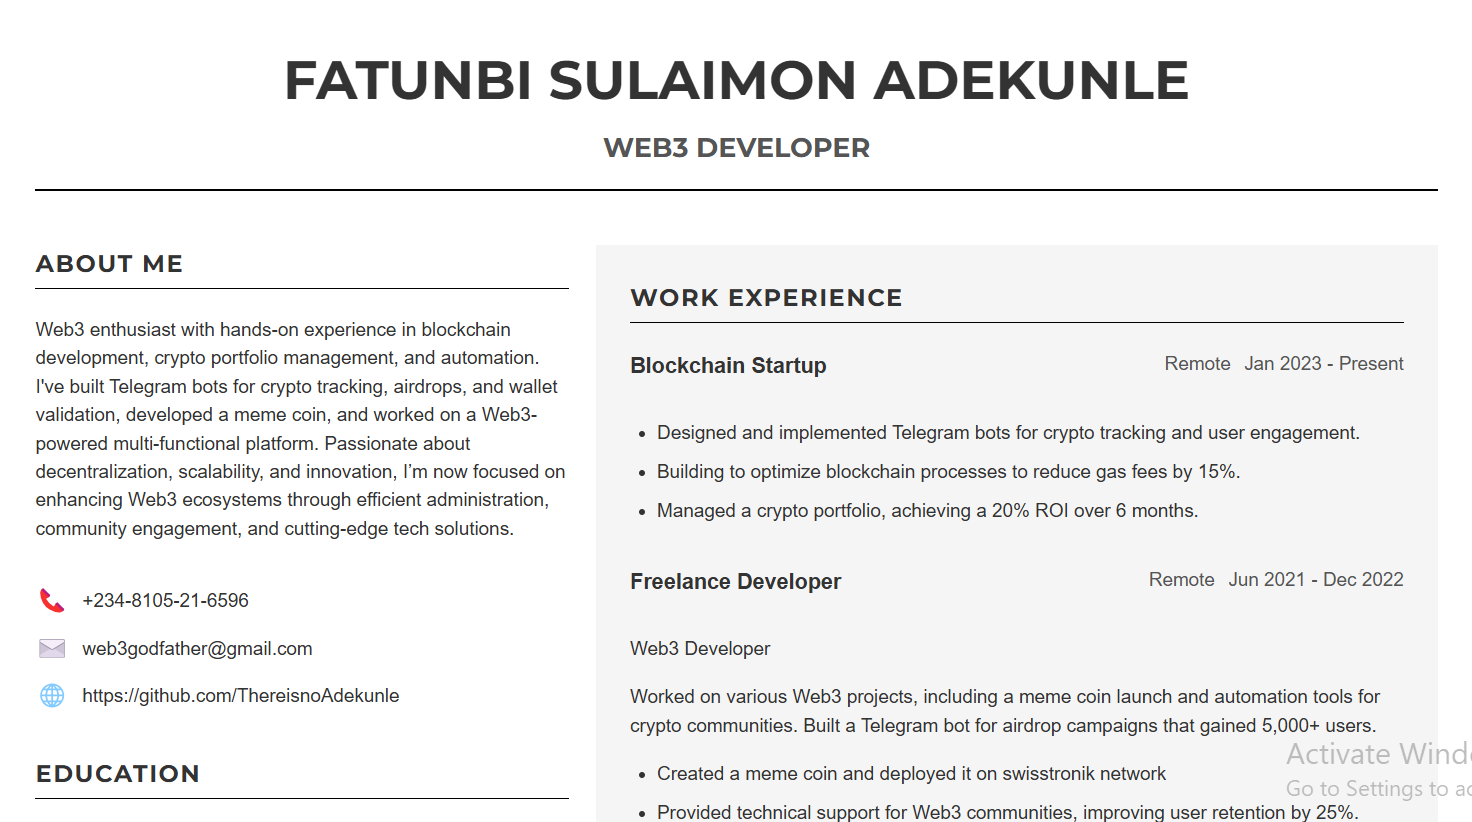 FATUNBI SULAIMON ADEKUNLE
WEB3 DEVELOPER
ABOUT ME
Web3 enthusiast with hands-on experience in blockchain
development, crypto portfolio management, and automation.
I've built Telegram bots for crypto tracking, airdrops, and wallet
validation, developed a meme coin, and worked on a Web3-
powered multi-functional platform. Passionate about
decentralization, scalability, and innovation, I’m now focused on
enhancing Web3 ecosystems through efficient administration,
community engagement, and cutting-edge tech solutions.
+234-8105-21-6596
web3godfather@gmail.com
https://github.com/ThereisnoAdekunle
EDUCATION
WORK EXPERIENCE
Blockchain Startup Remote Jan 2023 - Present
• Designed and implemented Telegram bots for crypto tracking and user engagement.
• Building to optimize blockchain processes to reduce gas fees by 15%.
• Managed a crypto portfolio, achieving a 20% ROI over 6 months.
Freelance Developer Remote Jun 2021 - Dec 2022
Web3 Developer
Worked on various Web3 projects, including a meme coin launch and automation tools for
crypto communities. Built a Telegram bot for airdrop campaigns that gained 5,000+ users.
• Created a meme coin and deployed it on swisstronik network
• Provided technical support for Web3 communities, improving user retention by 25%.
Activate
Go to Settings to